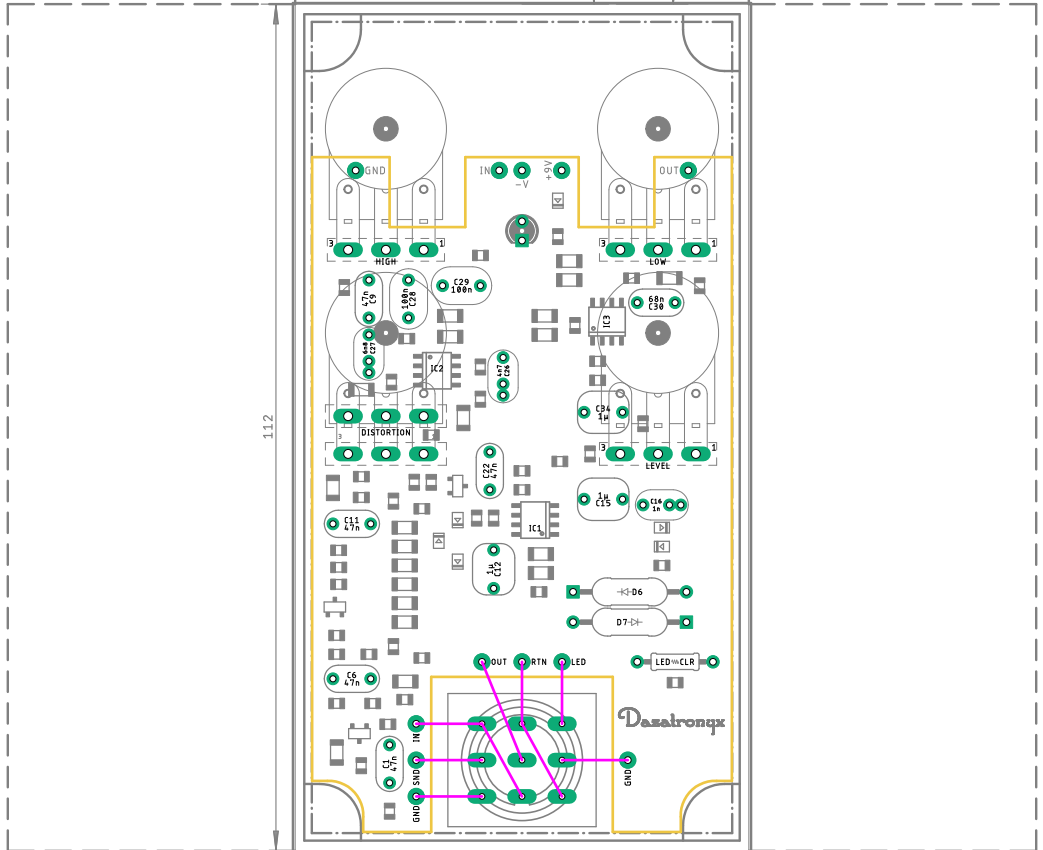 GND
IN
-V
+9V
OUT
3
1
HIGH
3
1
LOW
47n
C9
100n
C28
C29
100n
68n
C30
IC3
6n8
C27
IC2
4n7
C26
C34
1µ
112
DISTORTION
3
3
1
LEVEL
C22
47n
1µ
C15
C16
1n
C11
47n
IC1
1µ
C12
D6
D7
OUT
RTN
LED
LED
CLR
C6
47n
Dazatronyx
IN
SND
GND
C1
47n
GND